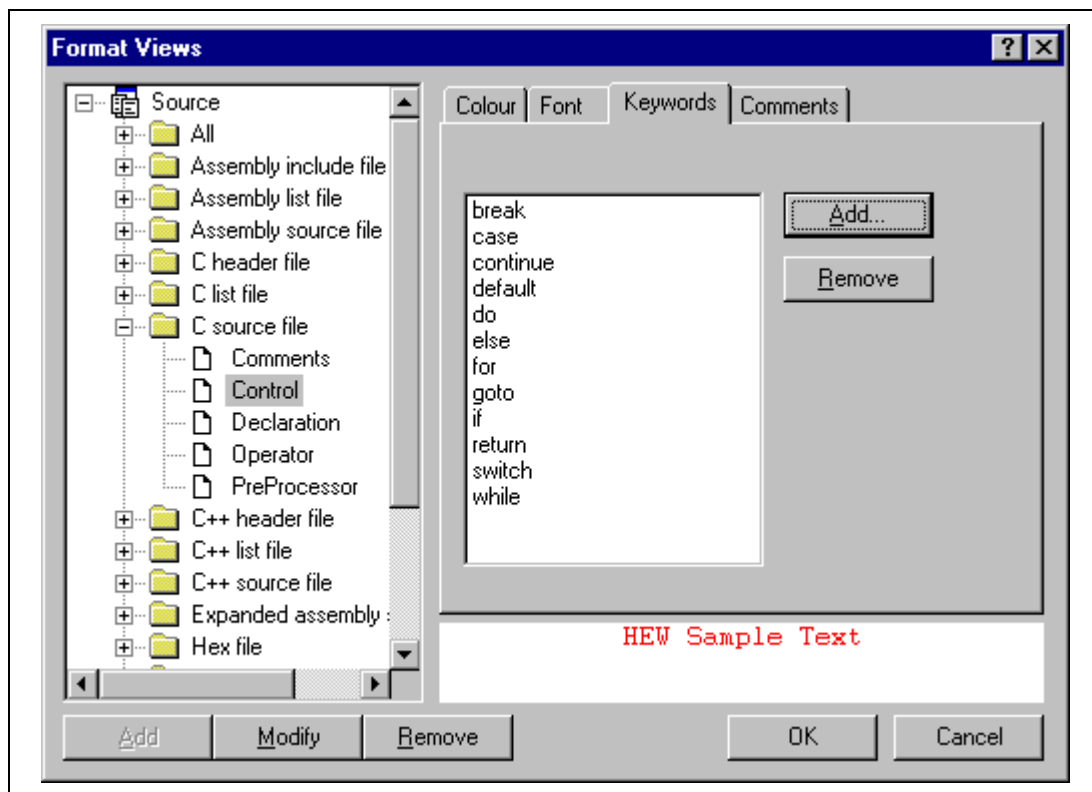 Format Views
Source
All
Assembly include file
Assembly list file
Assembly source file
C header file
C list file
C source file
Comments
Control
Declaration
Operator
PreProcessor
C++ header file
C++ list file
C++ source file
Expanded assembly
Hex file
Colour Font Keywords Comments
break
case
continue
default
do
else
for
goto
if
return
switch
while
Add...
Remove
HEW Sample Text
Add Modify Remove OK Cancel